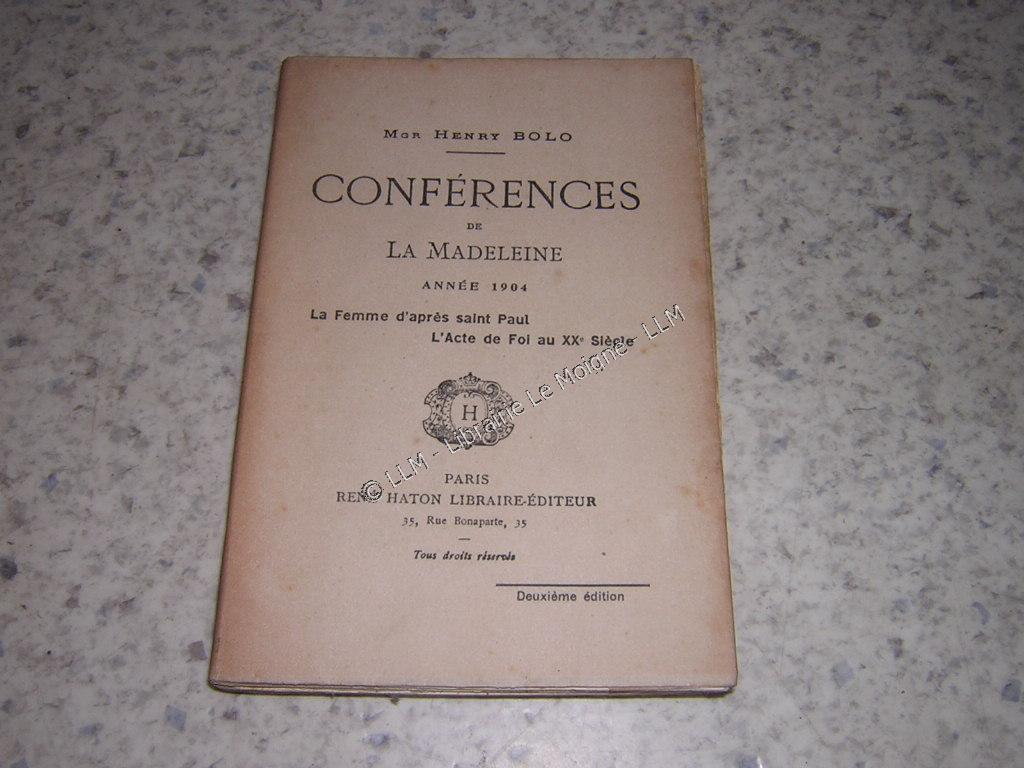 Mgr Henry BOLO
CONFÉRENCES
DE
LA MADELEINE
ANNÉE 1904
La Femme d'après saint Paul
L'Acte de Foi au XXe Siècle
H
PARIS
RENÉ HATON LIBRAIRE-ÉDITEUR
35, Rue Bonaparte, 35
Tous droits réservés
Deuxième édition
© LLM - Librairie Le Moigne - LLM